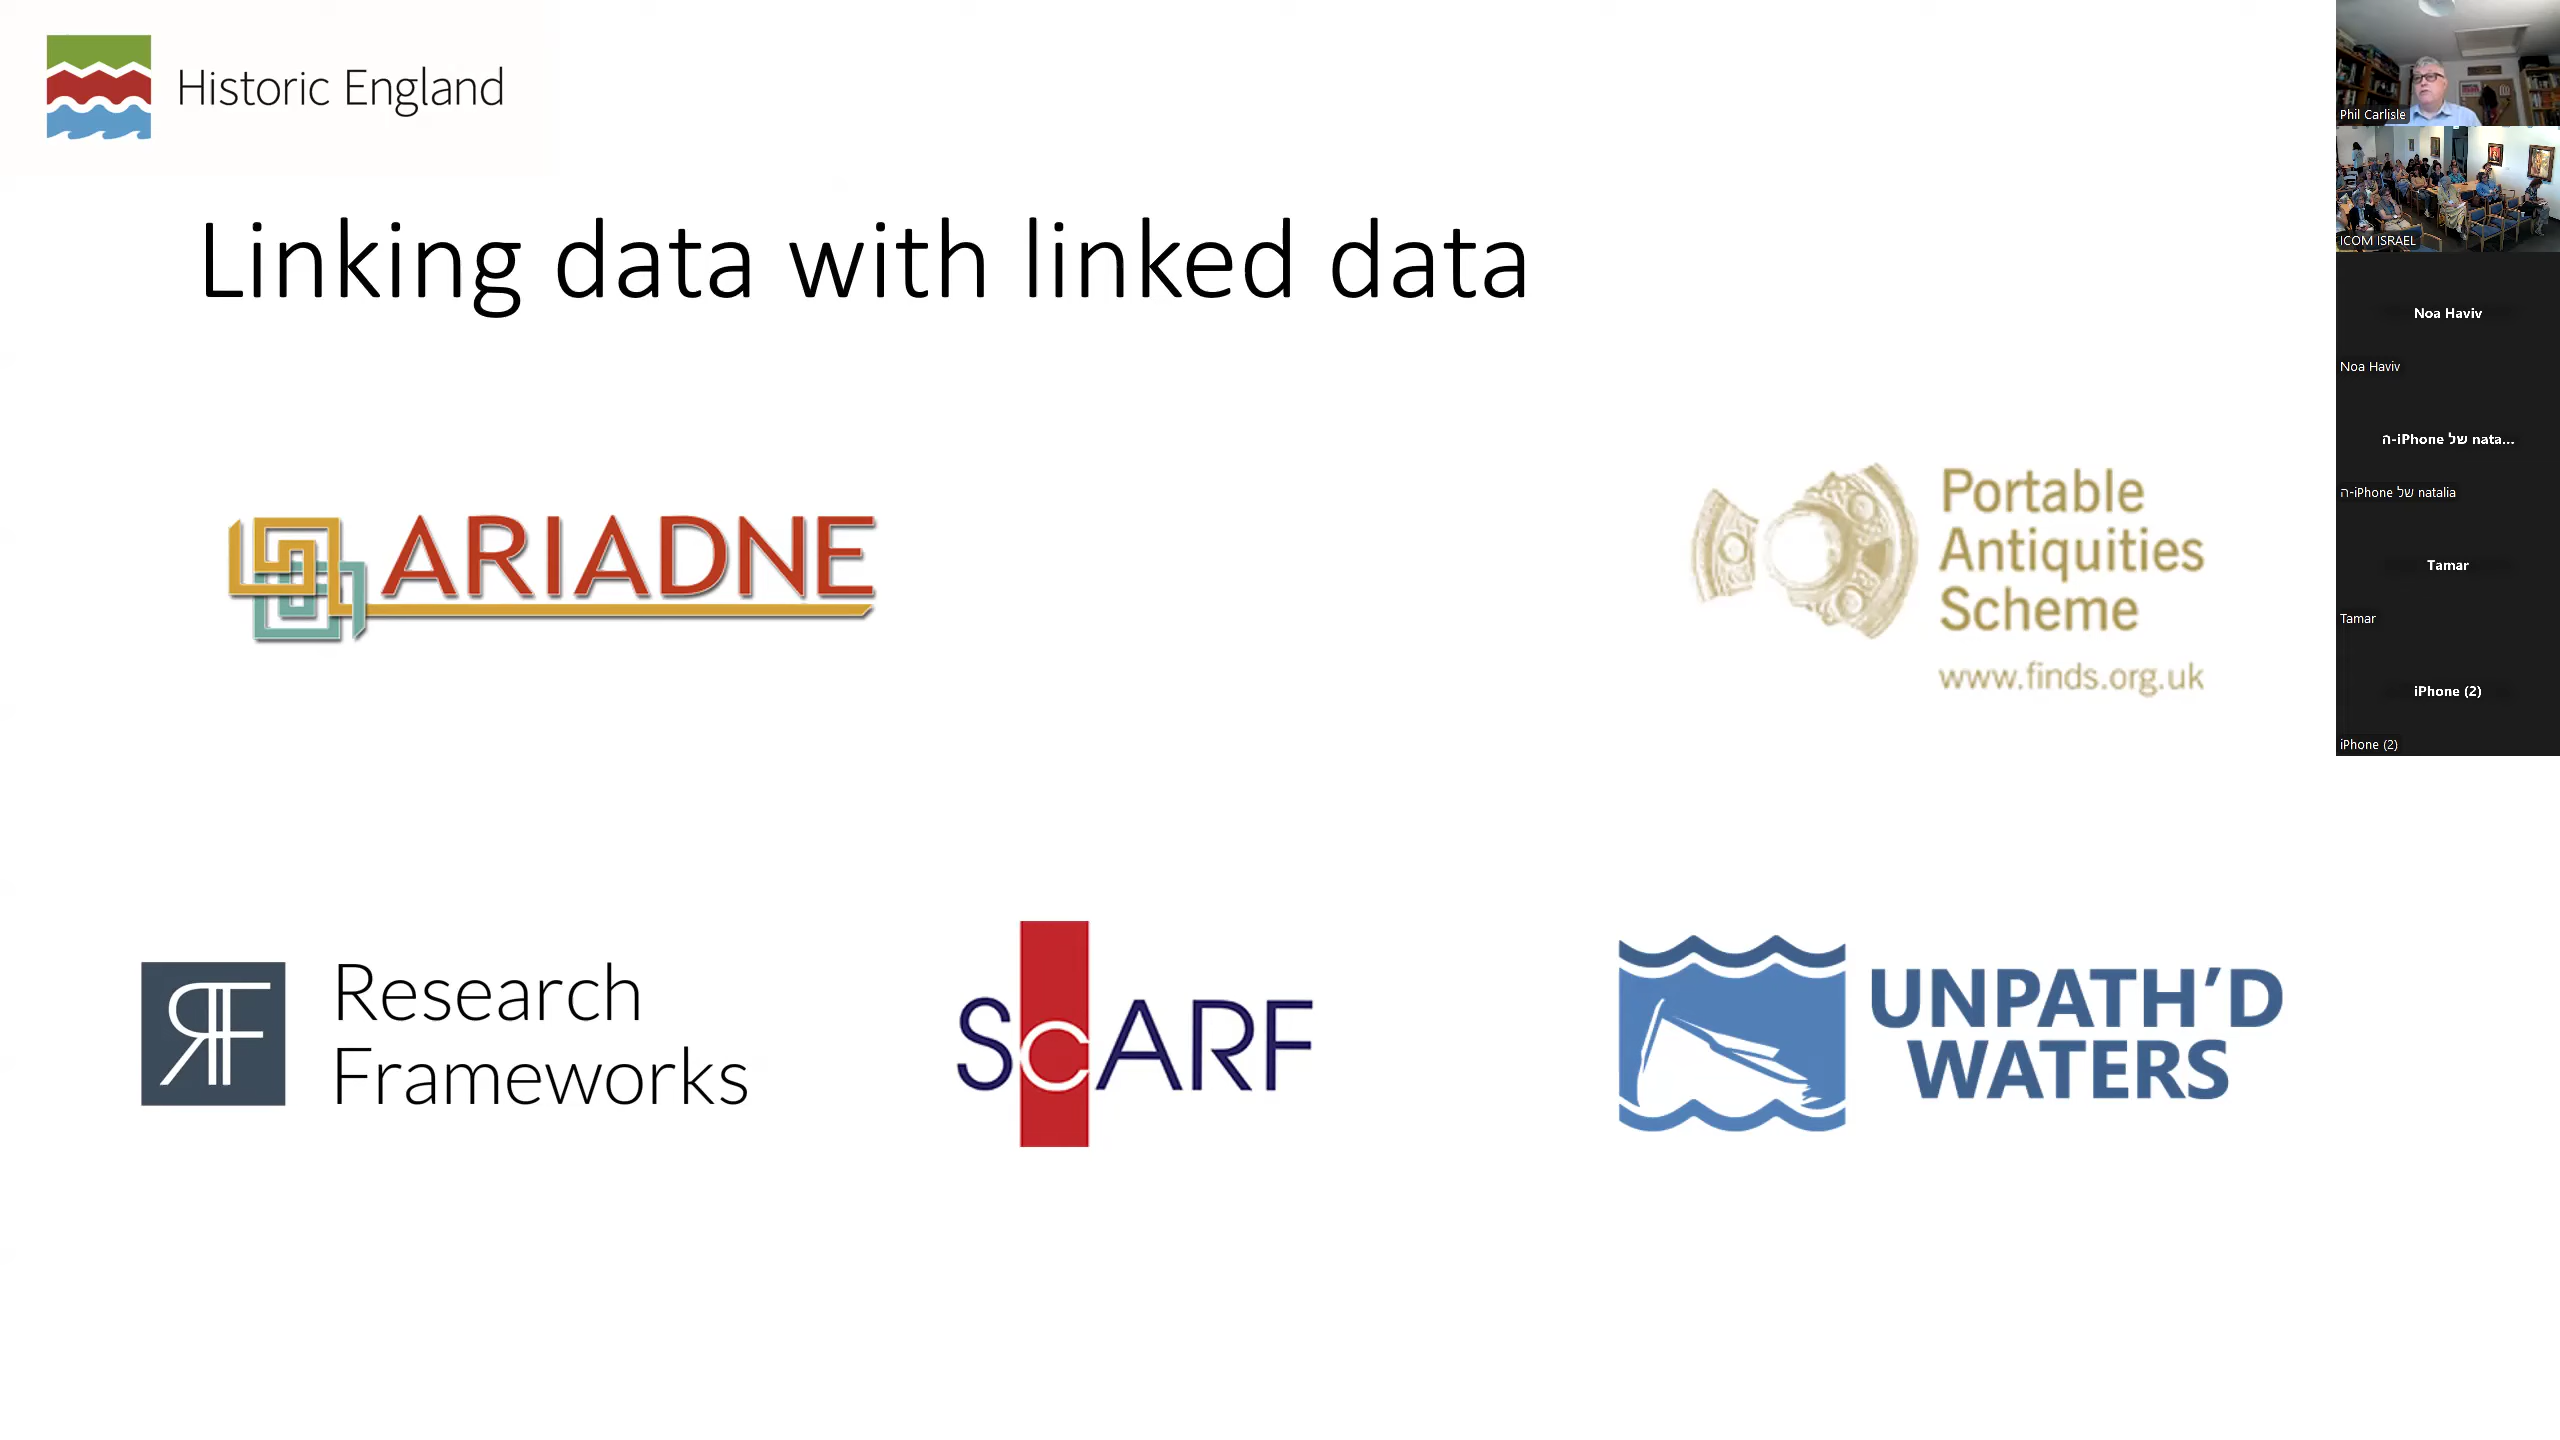 Historic England
Linking data with linked data
ARIADNE
Portable
Antiquities
Scheme
www.finds.org.uk
RF
Research
Frameworks
ScARF
UNPATH'D
WATERS
Phil Carlisle
ICOM ISRAEL
Noa Haviv
Noa Haviv
ה-iPhone של nata...
ה-iPhone של natalia
Tamar
Tamar
iPhone (2)
iPhone (2)